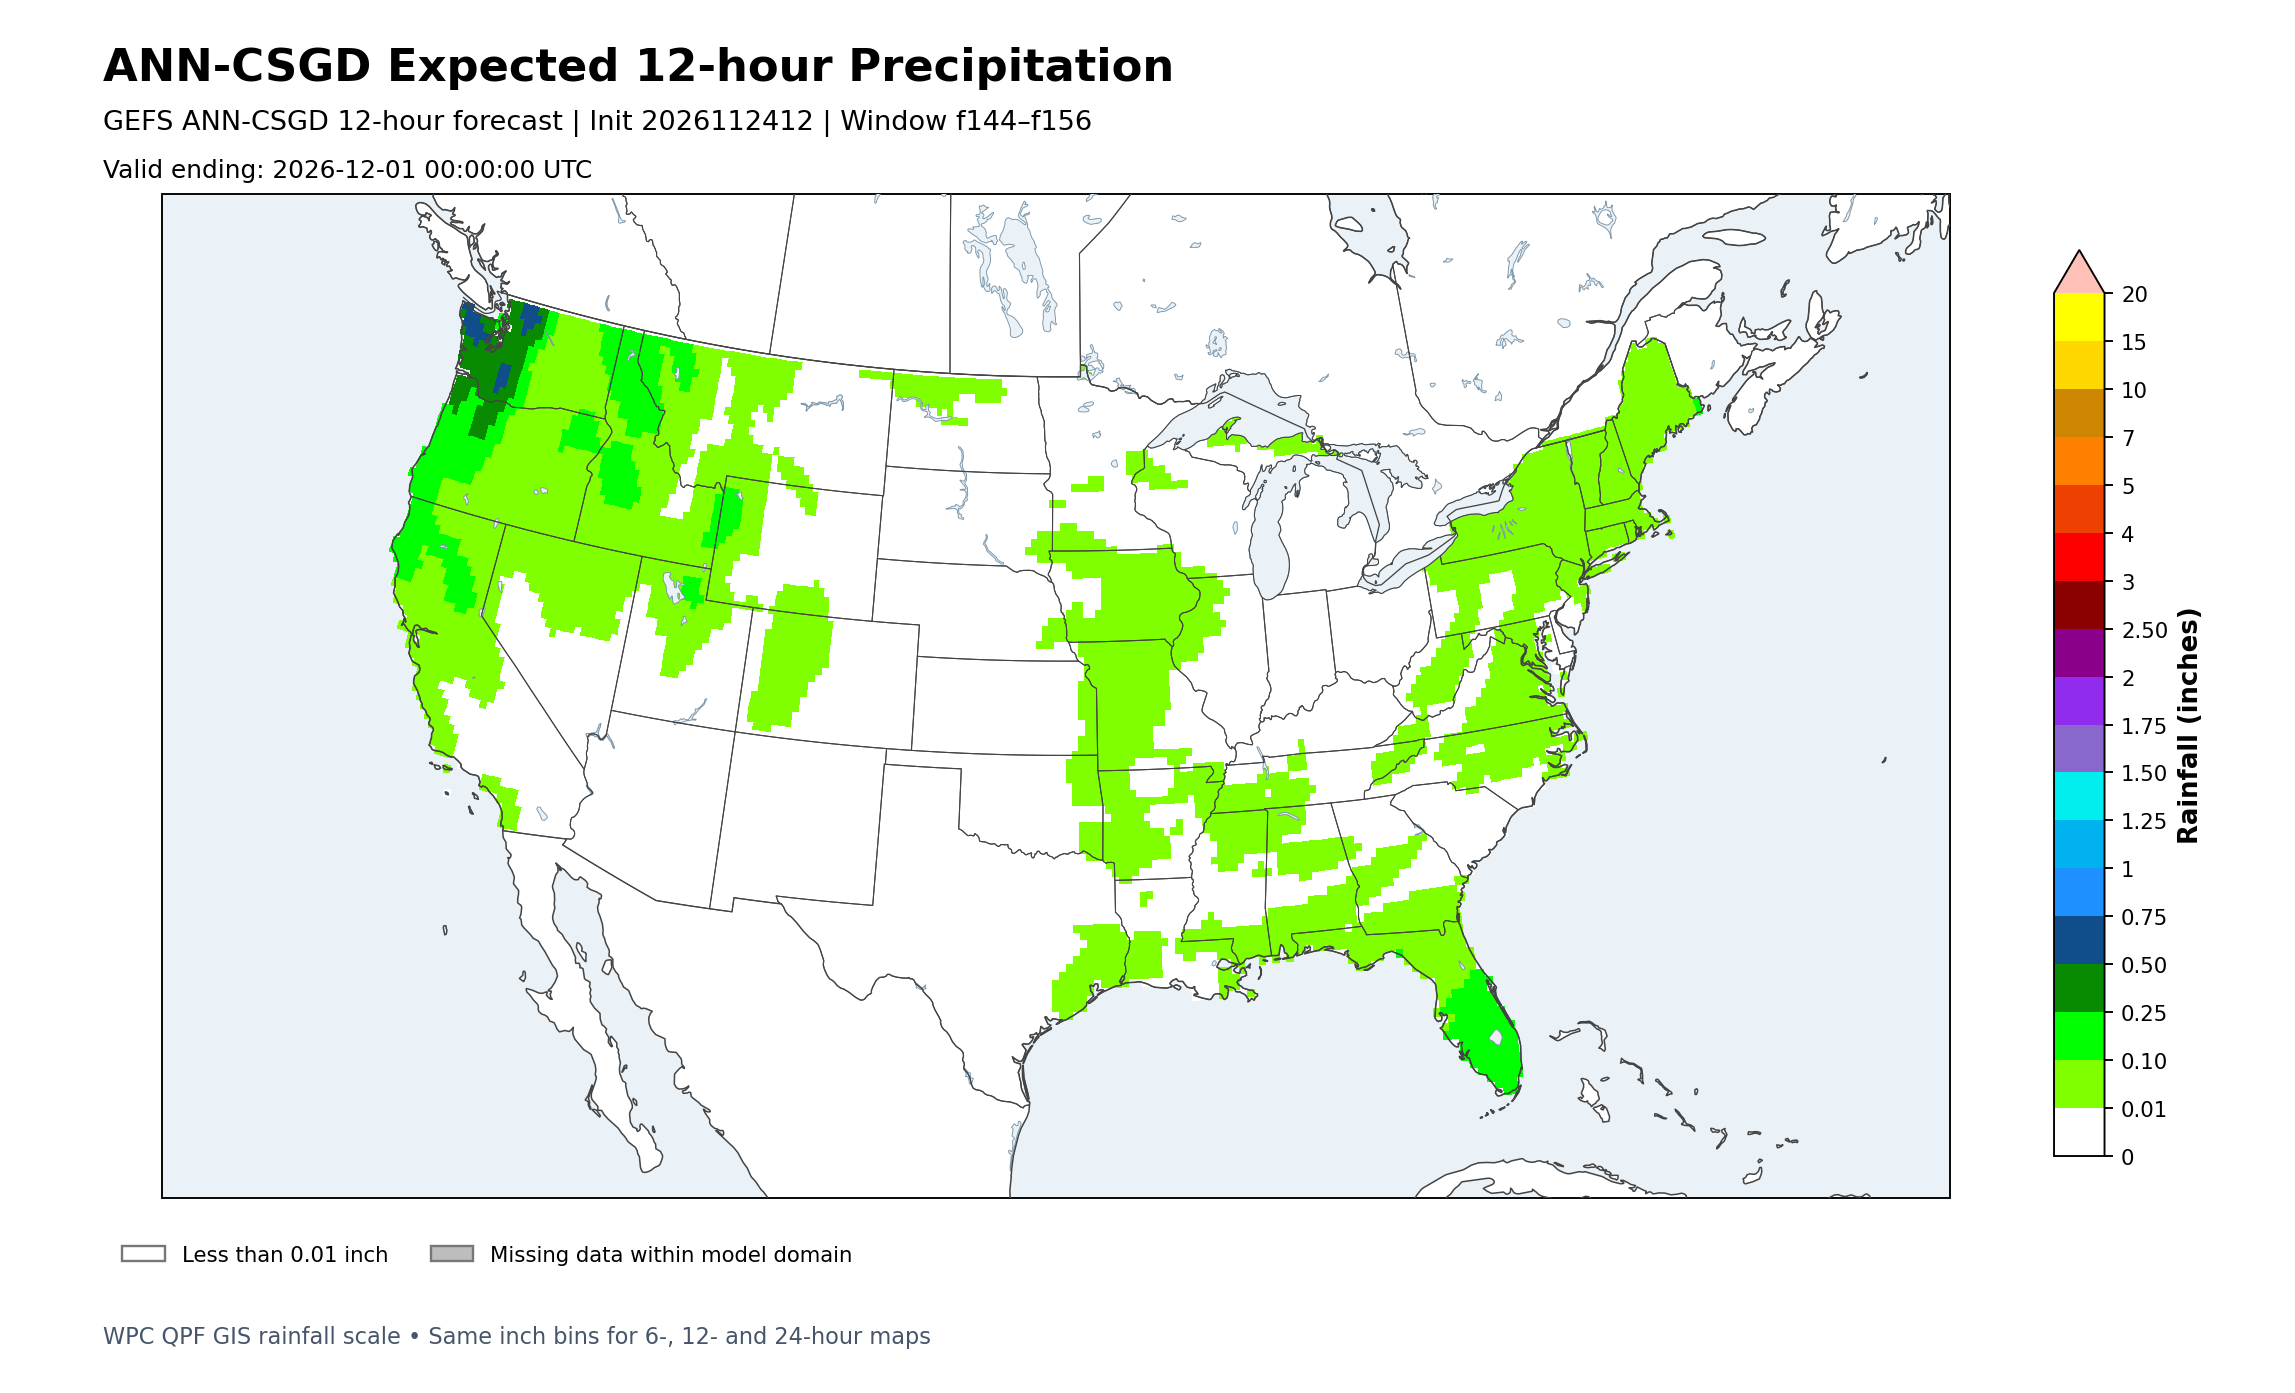 ANN-CSGD Expected 12-hour Precipitation
GEFS ANN-CSGD 12-hour forecast | Init 2026112412 | Window f144–f156
Valid ending: 2026-12-01 00:00:00 UTC
20
15
10
7
5
4
3
2.50
2
1.75
1.50
1.25
1
0.75
0.50
0.25
0.10
0.01
0
Rainfall (inches)
Less than 0.01 inch
Missing data within model domain
WPC QPF GIS rainfall scale • Same inch bins for 6-, 12- and 24-hour maps